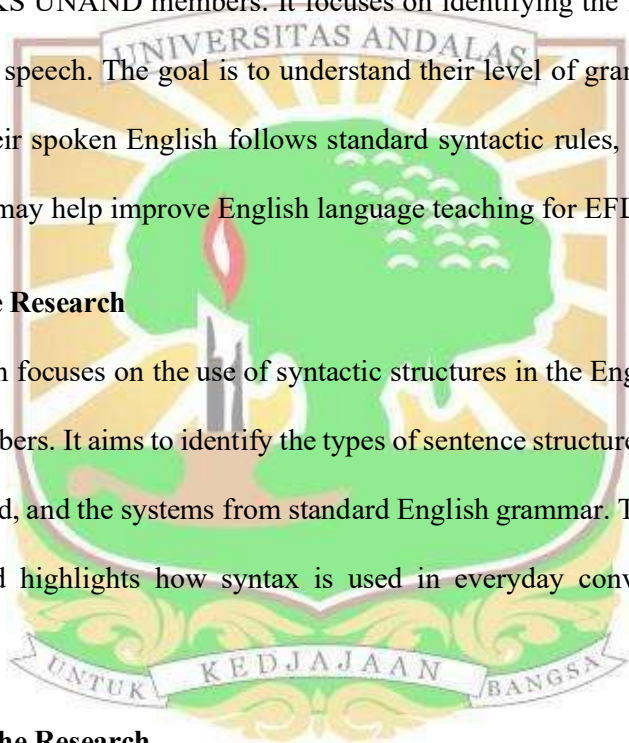 KS UNAND members. It focuses on identifying the
UNIVERSITAS ANDALAS
speech. The goal is to understand their level of gran
eir spoken English follows standard syntactic rules,
may help improve English language teaching for EFL
e Research
n focuses on the use of syntactic structures in the Eng
bers. It aims to identify the types of sentence structure
d, and the systems from standard English grammar. T
d highlights how syntax is used in everyday conv
UNTUK KEDJAJAAN BANGSA
he Research